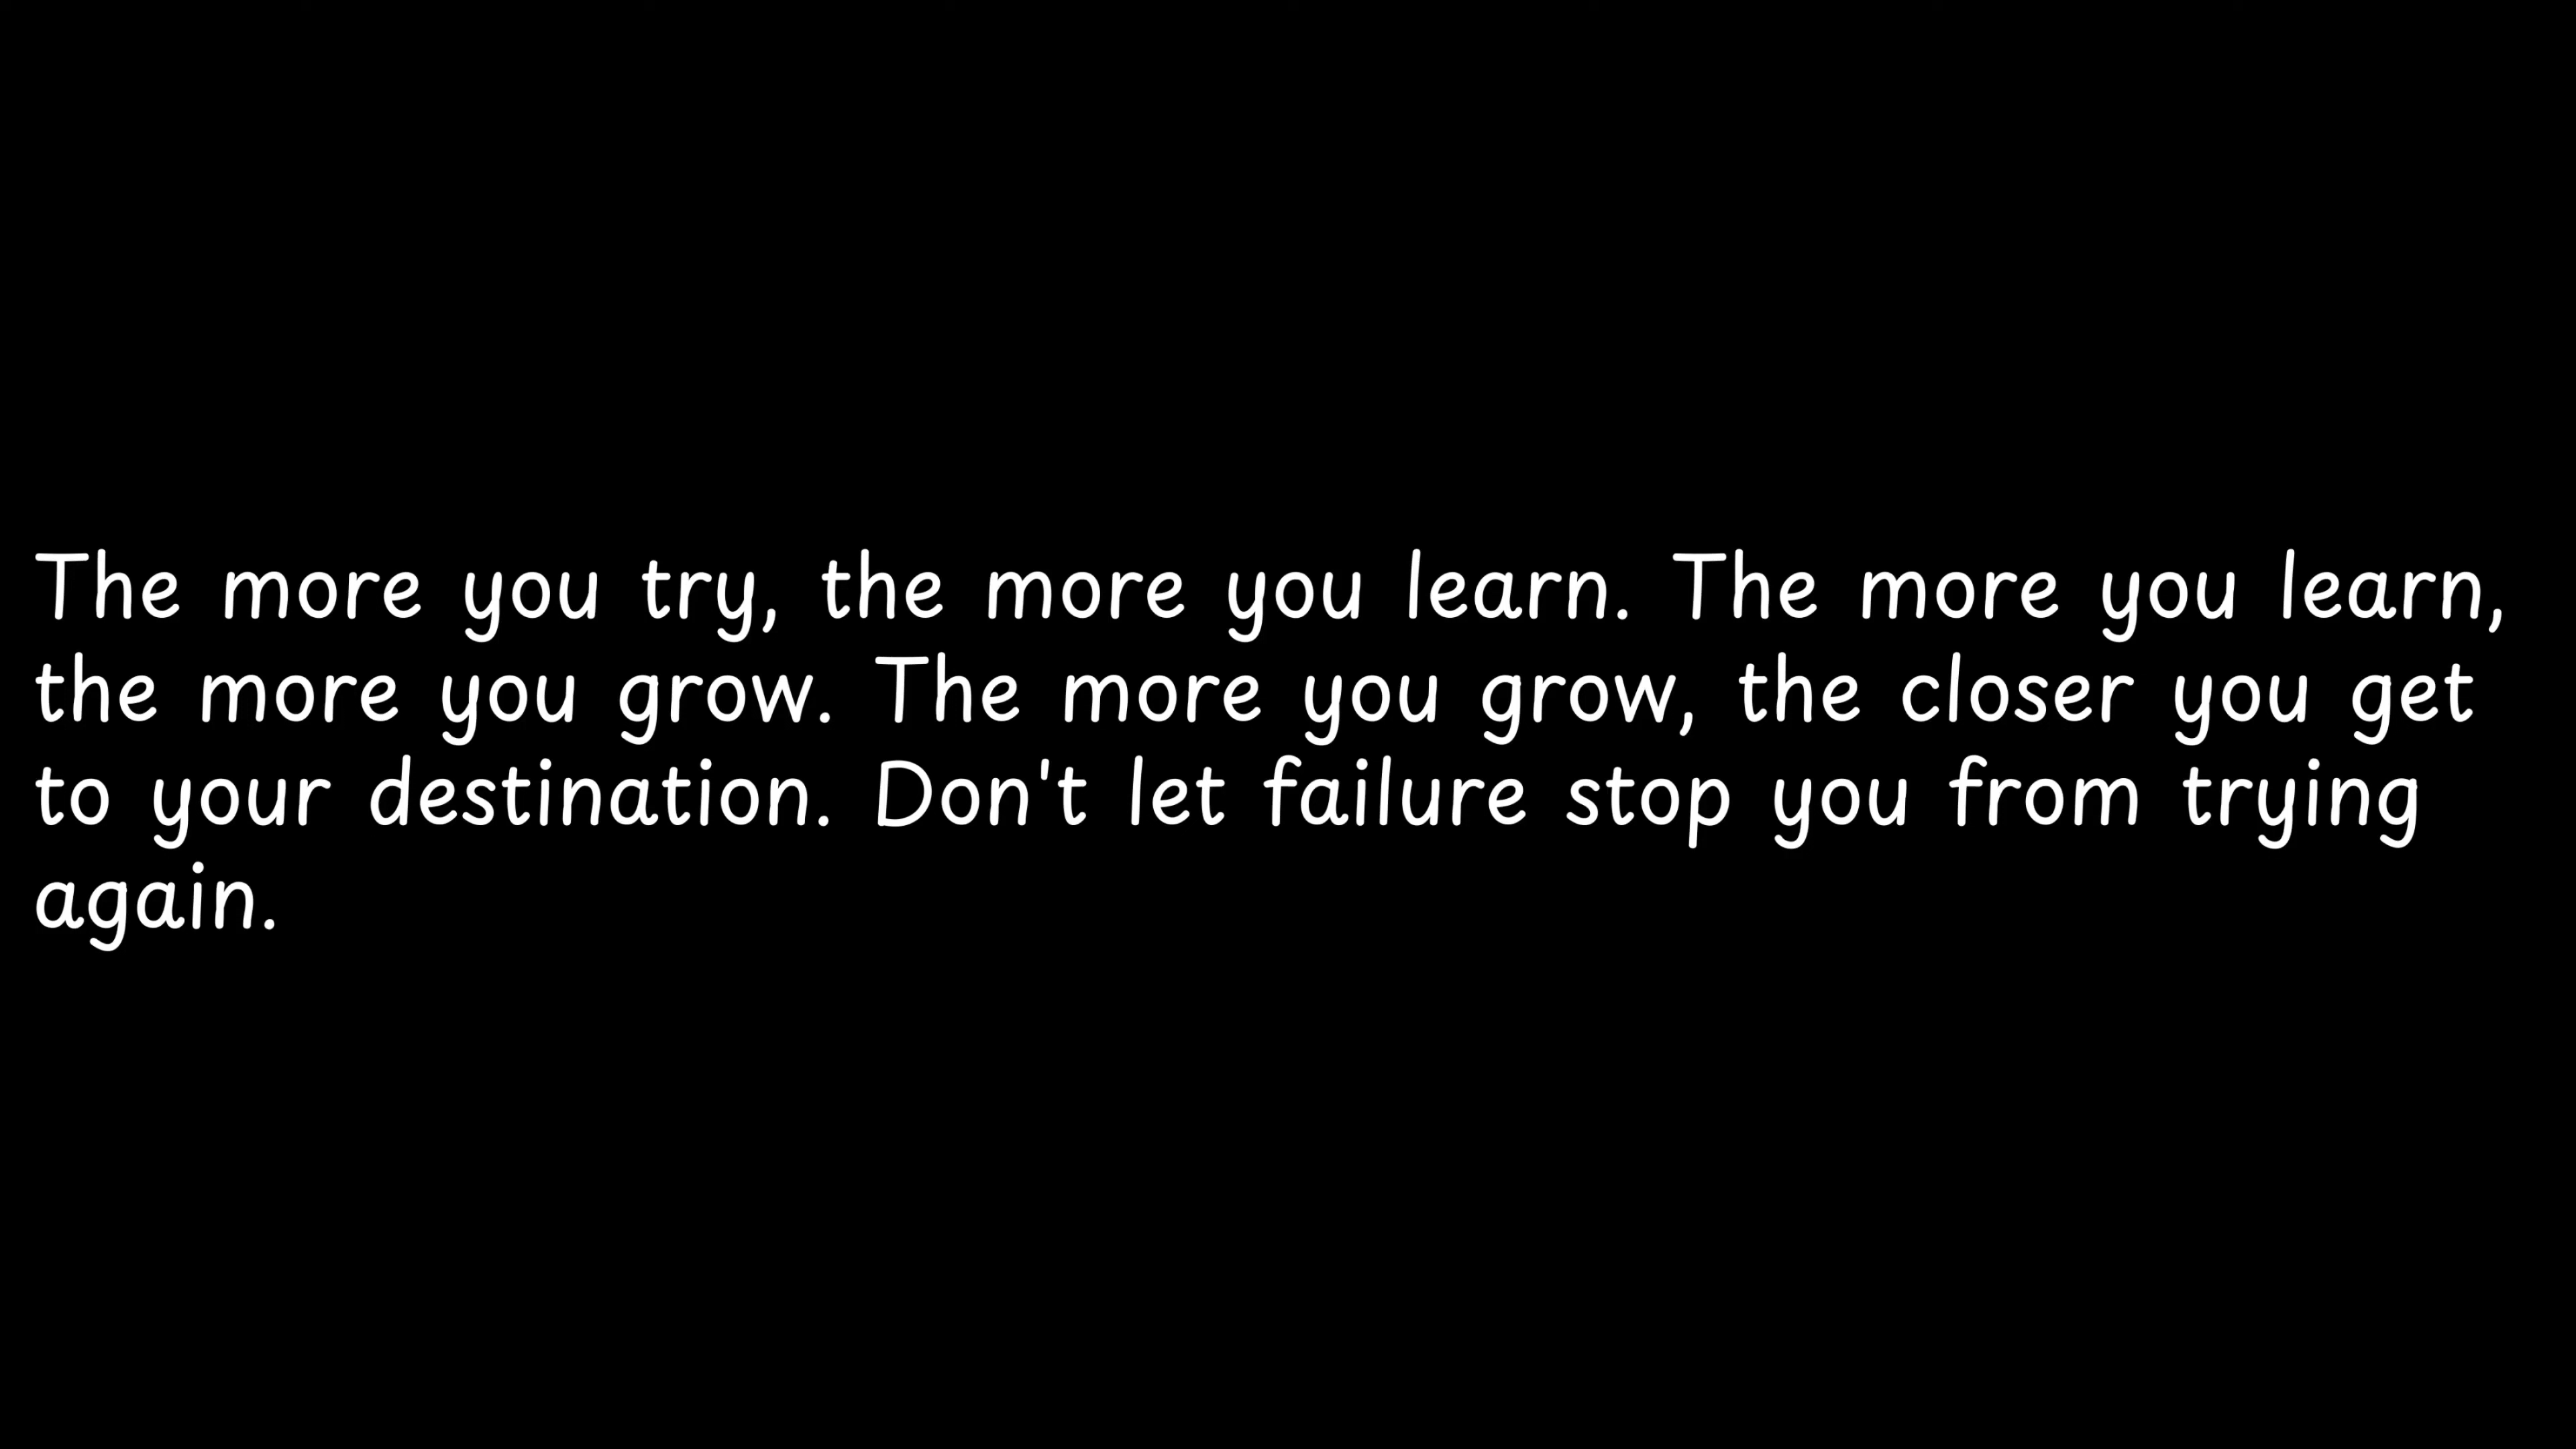 The more you try, the more you learn. The more you learn,
the more you grow. The more you grow, the closer you get
to your destination. Don't let failure stop you from trying
again.